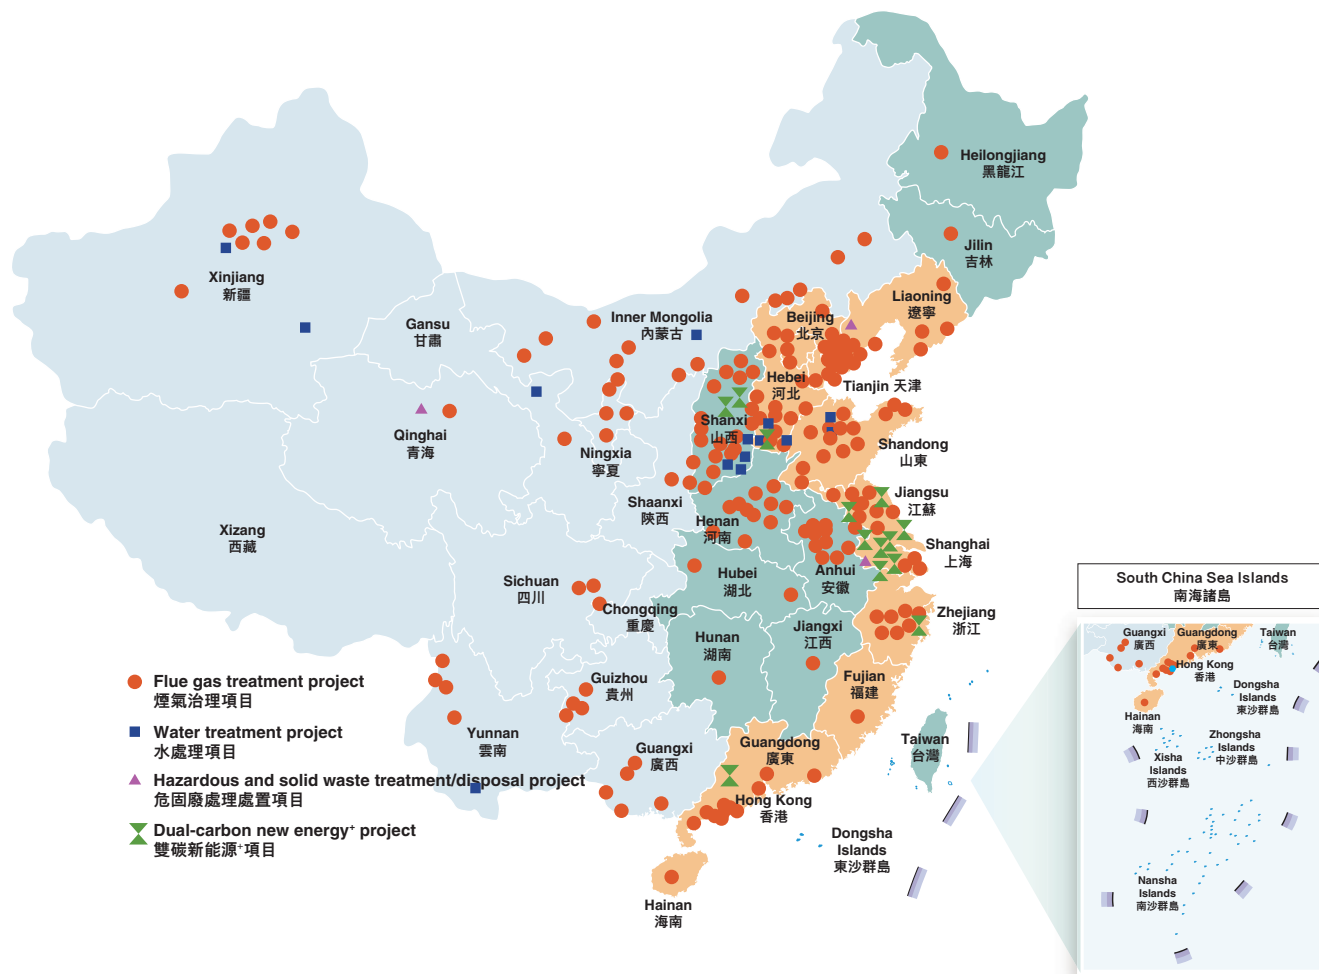 Heilongjiang
黑龍江
Jilin
吉林
Liaoning
遼寧
Beijing
北京
Inner Mongolia
內蒙古
Xinjiang
新疆
Gansu
甘肅
Tianjin 天津
Hebei
河北
Shanxi
山西
Qinghai
青海
Ningxia
寧夏
Shandong
山東
Shaanxi
陝西
Henan
河南
Jiangsu
江蘇
Xizang
西藏
Shanghai
上海
Sichuan
四川
Hubei
湖北
Anhui
安徽
Chongqing
重慶
Zhejiang
浙江
Hunan
湖南
Jiangxi
江西
Guizhou
貴州
Fujian
福建
Yunnan
雲南
Guangxi
廣西
Guangdong
廣東
Taiwan
台灣
Hong Kong
香港
Dongsha
Islands
東沙群島
Hainan
海南
Flue gas treatment project
煙氣治理項目
Water treatment project
水處理項目
Hazardous and solid waste treatment/disposal project
危固廢處理處置項目
Dual-carbon new energy⁺ project
雙碳新能源⁺項目
South China Sea Islands
南海諸島
Guangxi
廣西
Guangdong
廣東
Taiwan
台灣
Hong Kong
香港
Dongsha
Islands
東沙群島
Hainan
海南
Zhongsha
Islands
中沙群島
Xisha
Islands
西沙群島
Nansha
Islands
南沙群島